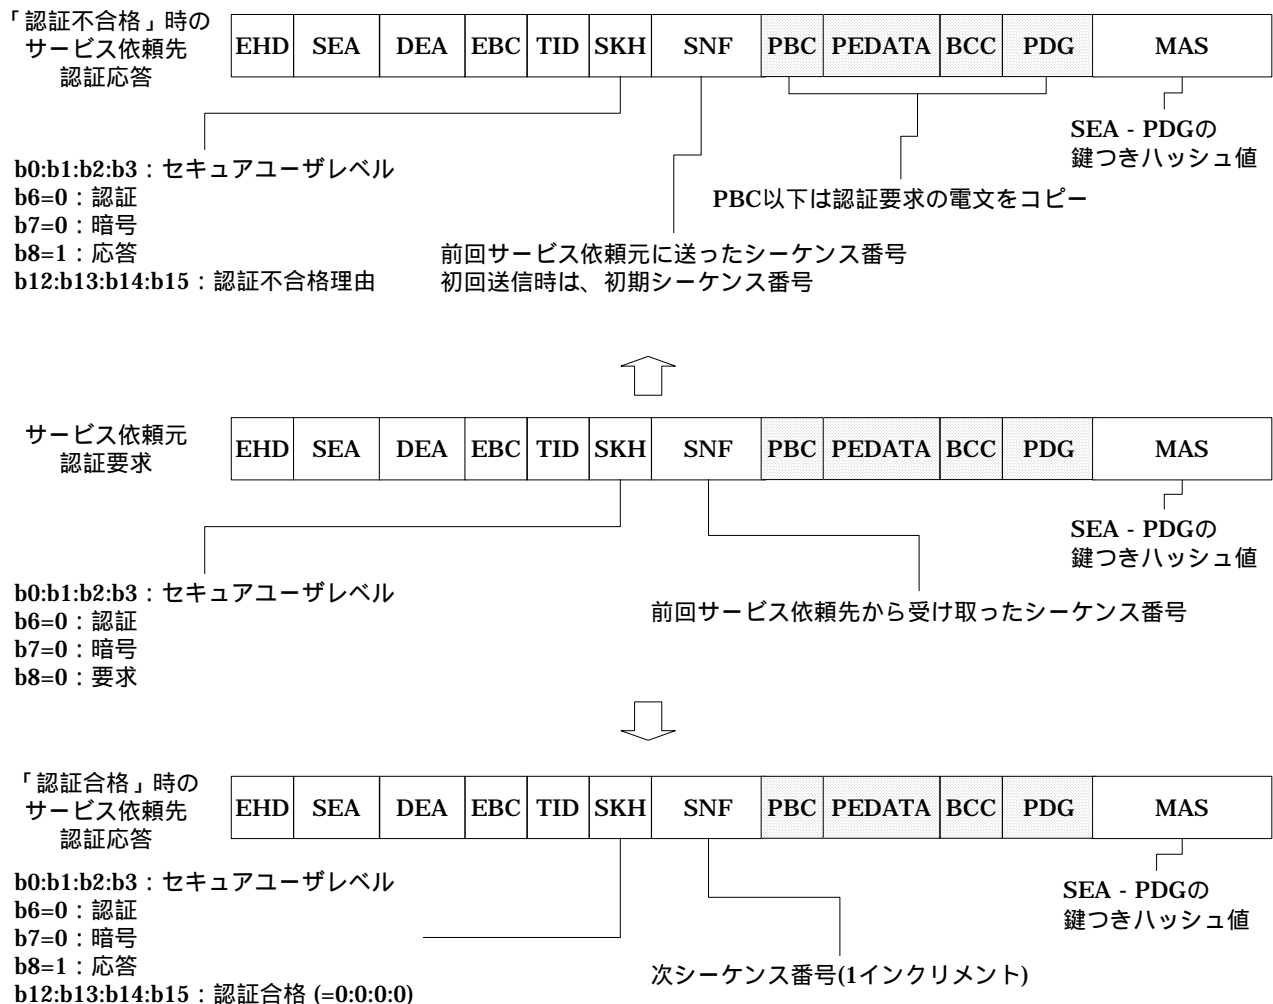 「認証不合格」時の
サービス依頼先
認証応答
EHD SEA DEA EBC TID SKH SNF PBC PEDATA BCC PDG MAS
SEA - PDGの
鍵つきハッシュ値
b0:b1:b2:b3：セキュアユーザレベル
b6=0：認証
b7=0：暗号
b8=1：応答
b12:b13:b14:b15：認証不合格理由
PBC以下は認証要求の電文をコピー
前回サービス依頼元に送ったシーケンス番号
初回送信時は、初期シーケンス番号
サービス依頼元
認証要求
EHD SEA DEA EBC TID SKH SNF PBC PEDATA BCC PDG MAS
SEA - PDGの
鍵つきハッシュ値
b0:b1:b2:b3：セキュアユーザレベル
b6=0：認証
b7=0：暗号
b8=0：要求
前回サービス依頼先から受け取ったシーケンス番号
「認証合格」時の
サービス依頼先
認証応答
EHD SEA DEA EBC TID SKH SNF PBC PEDATA BCC PDG MAS
b0:b1:b2:b3：セキュアユーザレベル
b6=0：認証
b7=0：暗号
b8=1：応答
b12:b13:b14:b15：認証合格 (=0:0:0:0)
SEA - PDGの
鍵つきハッシュ値
次シーケンス番号(1インクリメント)